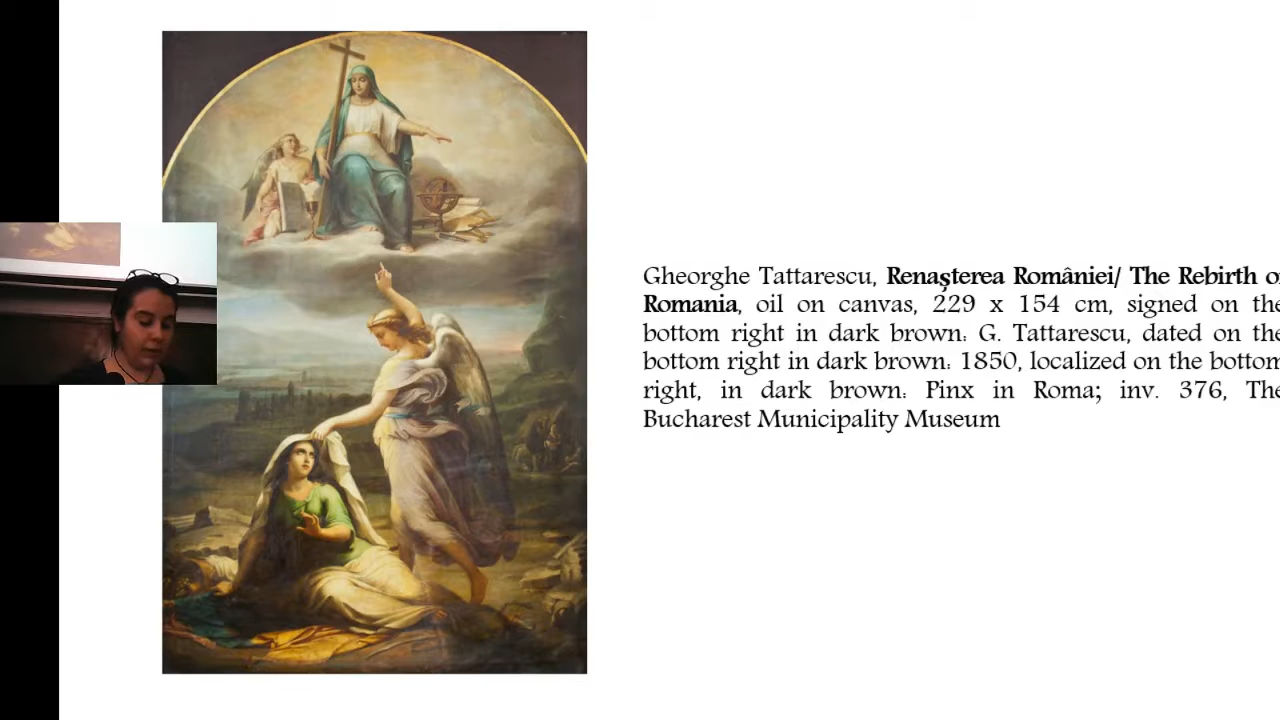 Gheorghe Tattarescu, Renaşterea României/ The Rebirth o
Romania, oil on canvas, 229 x 154 cm, signed on the
bottom right in dark brown: G. Tattarescu, dated on the
bottom right in dark brown: 1850, localized on the bottom
right, in dark brown: Pinx in Roma; inv. 376, The
Bucharest Municipality Museum